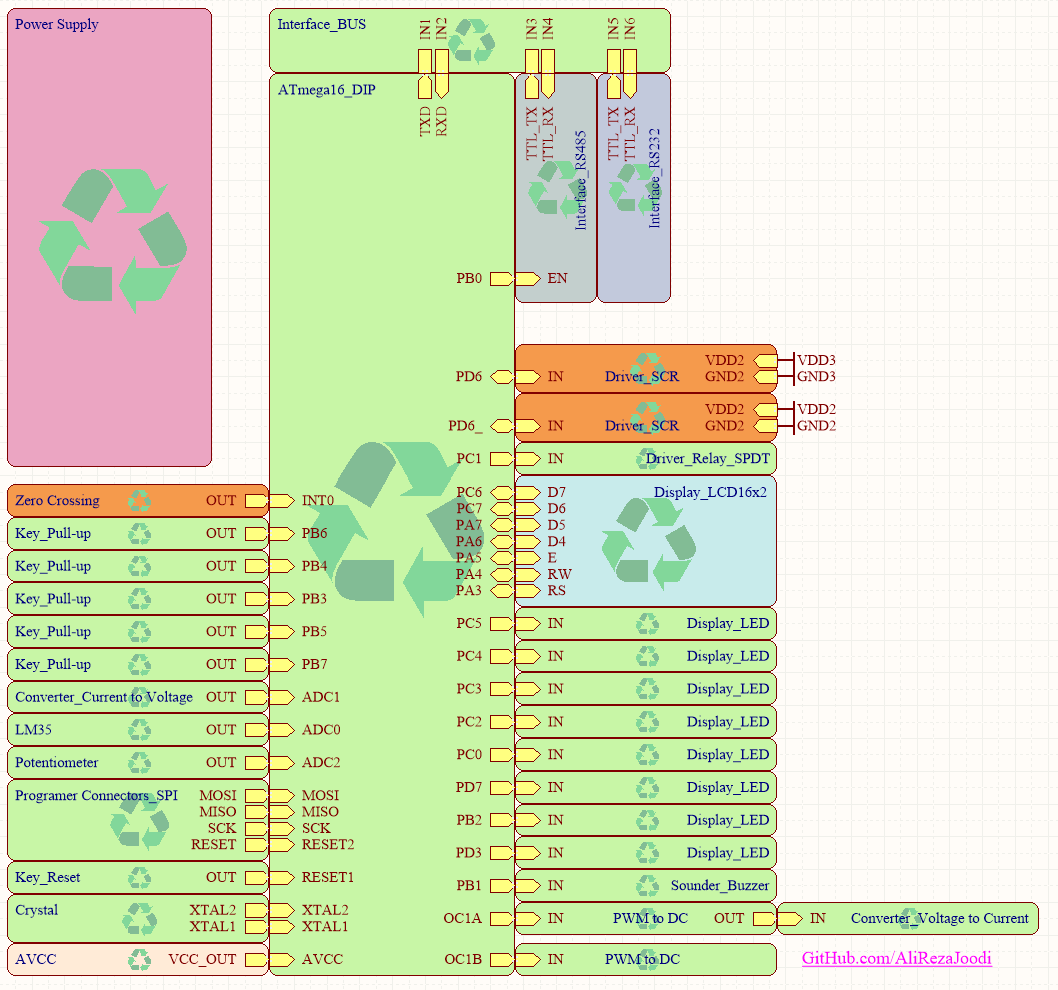 Power Supply
Interface_BUS
IN1
IN2
IN3
IN4
IN5
IN6
ATmega16_DIP
TXD
RXD
TTL_TX
TTL_RX
Interface_RS485
TTL_TX
TTL_RX
Interface_RS232
PB0 EN
PD6 IN Driver_SCR VDD2 VDD3
GND2 GND3
PD6_ IN Driver_SCR VDD2 VDD2
GND2 GND2
PC1 IN Driver_Relay_SPDT
PC6 D7 Display_LCD16x2
PC7 D6
PA7 D5
PA6 D4
PA5 E
PA4 RW
PA3 RS
PC5 IN Display_LED
PC4 IN Display_LED
PC3 IN Display_LED
PC2 IN Display_LED
PC0 IN Display_LED
PD7 IN Display_LED
PB2 IN Display_LED
PD3 IN Display_LED
PB1 IN Sounder_Buzzer
OC1A IN PWM to DC OUT IN Converter_Voltage to Current
OC1B IN PWM to DC
Zero Crossing OUT INT0
Key_Pull-up OUT PB6
Key_Pull-up OUT PB4
Key_Pull-up OUT PB3
Key_Pull-up OUT PB5
Key_Pull-up OUT PB7
Converter_Current to Voltage OUT ADC1
LM35 OUT ADC0
Potentiometer OUT ADC2
Programer Connectors_SPI MOSI MOSI
MISO MISO
SCK SCK
RESET RESET2
Key_Reset OUT RESET1
Crystal XTAL2 XTAL2
XTAL1 XTAL1
AVCC VCC_OUT AVCC
GitHub.com/AliRezaJoodi